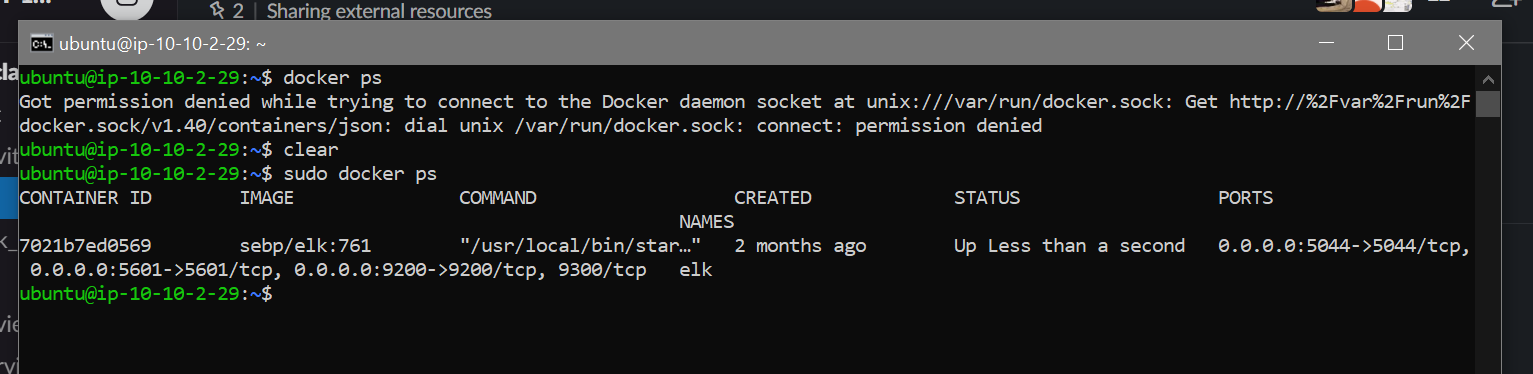 2 | Sharing external resources
ubuntu@ip-10-10-2-29: ~
ubuntu@ip-10-10-2-29:~$ docker ps
Got permission denied while trying to connect to the Docker daemon socket at unix:///var/run/docker.sock: Get http://%2Fvar%2Frun%2F
docker.sock/v1.40/containers/json: dial unix /var/run/docker.sock: connect: permission denied
ubuntu@ip-10-10-2-29:~$ clear
ubuntu@ip-10-10-2-29:~$ sudo docker ps
CONTAINER ID        IMAGE               COMMAND                  CREATED             STATUS                  PORTS
                                                            NAMES
7021b7ed0569        sebp/elk:761        "/usr/local/bin/star…"   2 months ago        Up Less than a second   0.0.0.0:5044->5044/tcp,
 0.0.0.0:5601->5601/tcp, 0.0.0.0:9200->9200/tcp, 9300/tcp   elk
ubuntu@ip-10-10-2-29:~$